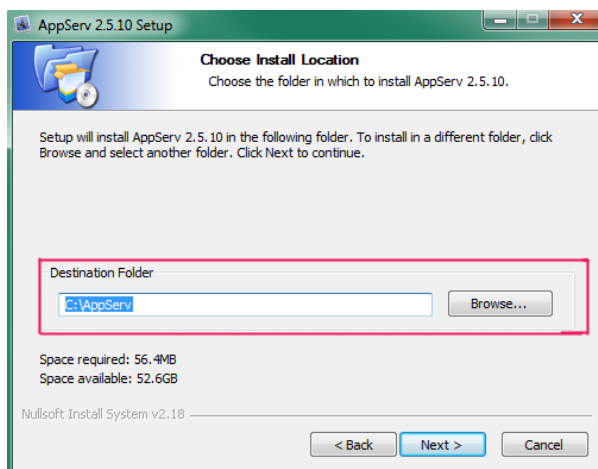 AppServ 2.5.10 Setup
Choose Install Location
Choose the folder in which to install AppServ 2.5.10.
Setup will install AppServ 2.5.10 in the following folder. To install in a different folder, click
Browse and select another folder. Click Next to continue.
Destination Folder
C:\AppServ
Browse...
Space required: 56.4MB
Space available: 52.6GB
Nullsoft Install System v2.18
< Back
Next >
Cancel